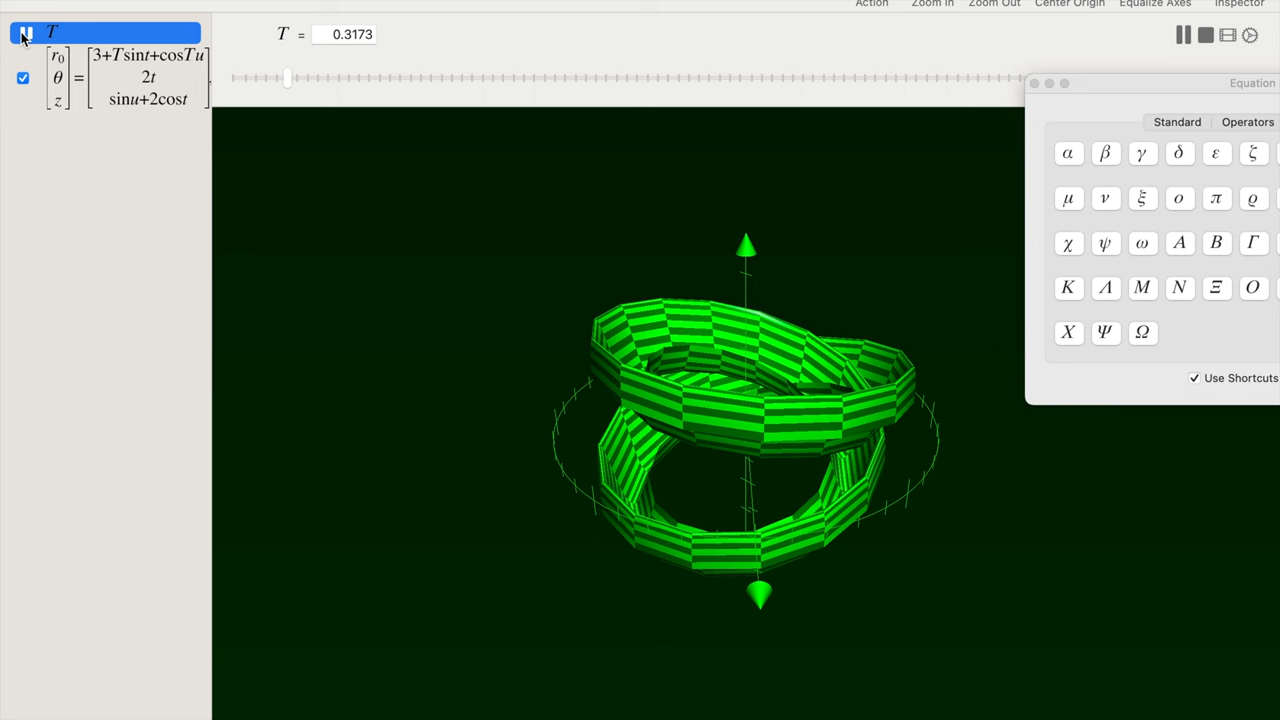 Action Zoom In Zoom Out Center Origin Equalize Axes Inspector
T
T = 0.3173
r₀ 3+Tsint+cosTu
θ = 2t
z sinu+2cost
Equation
Standard Operators
α β γ δ ε ζ
μ ν ξ ο π ϱ
χ ψ ω Α Β Γ
Κ Λ Μ Ν Ξ Ο
Χ Ψ Ω
Use Shortcuts